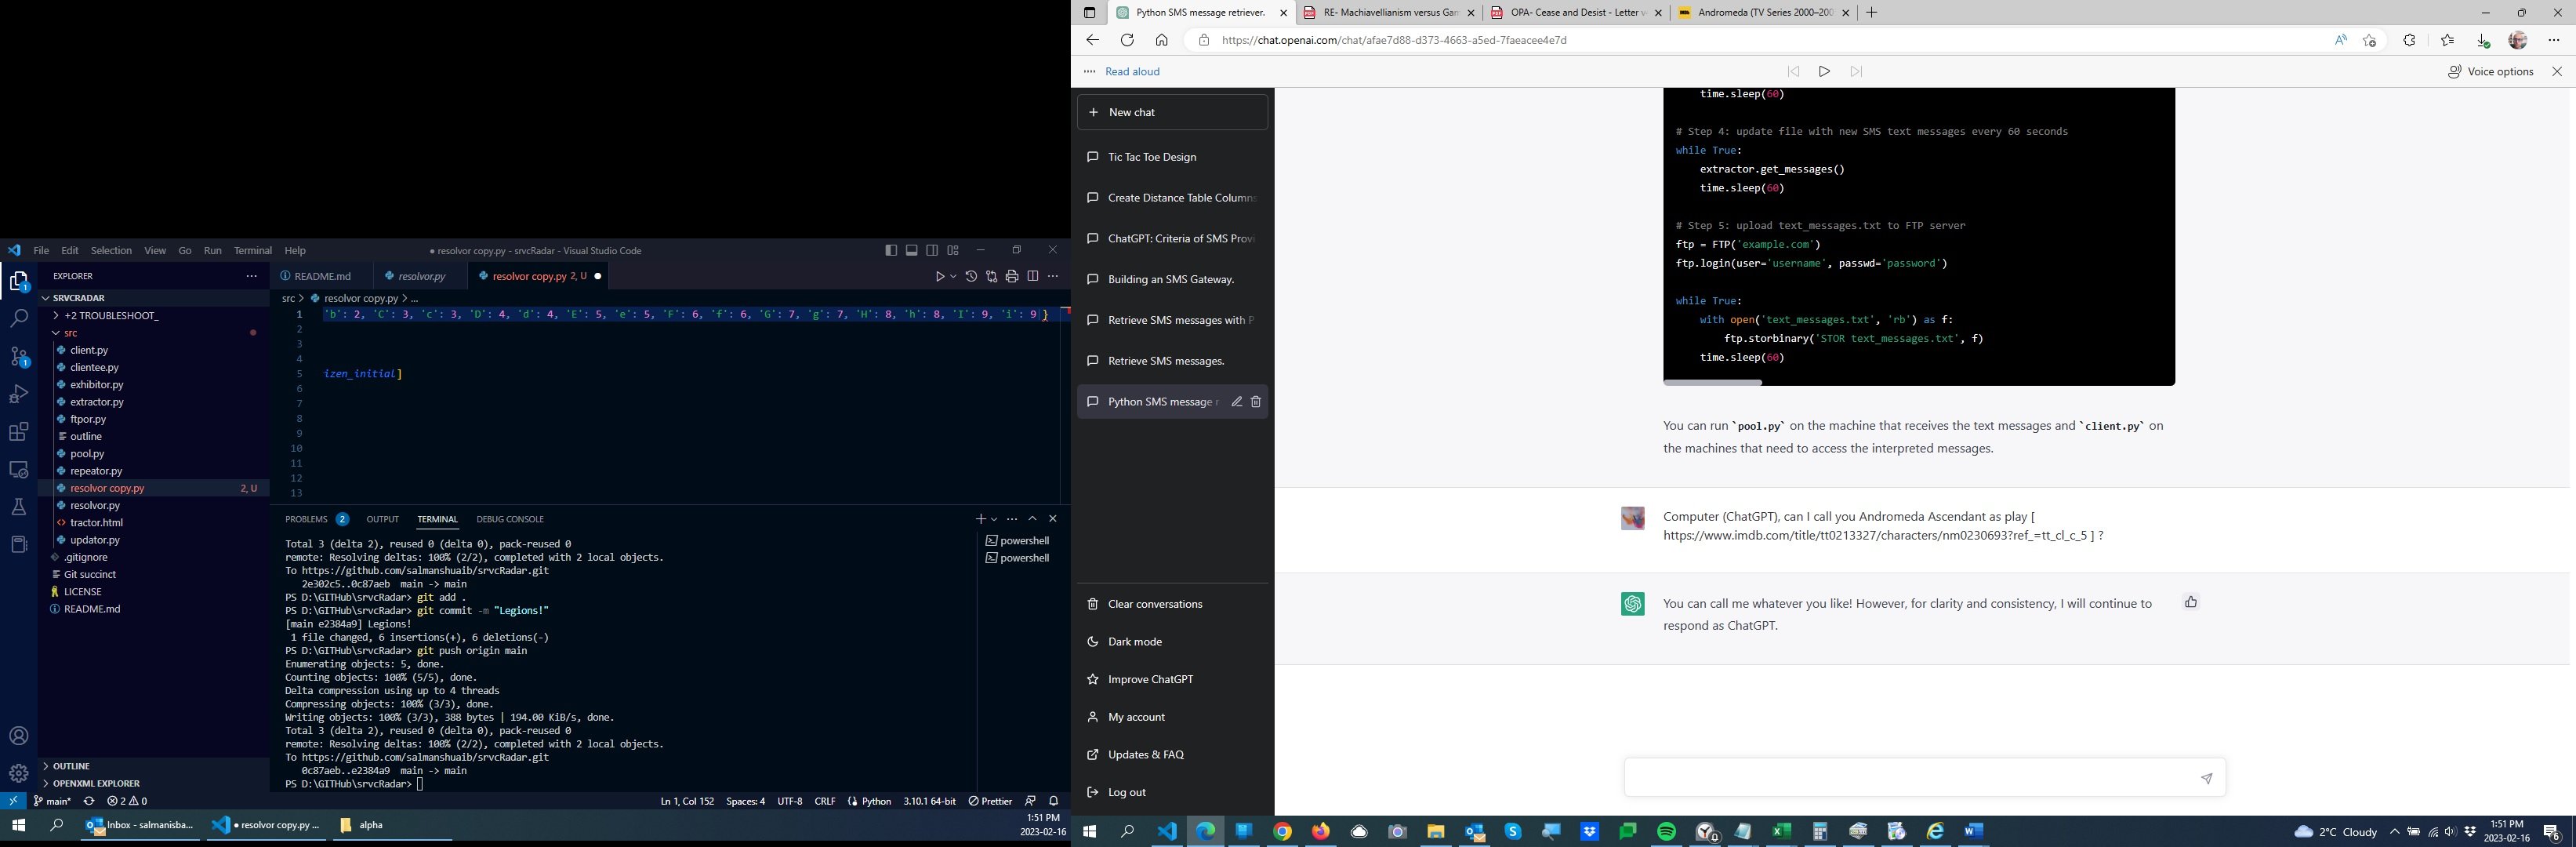 File Edit Selection View Go Run Terminal Help
● resolvor copy.py - srvcRadar - Visual Studio Code
EXPLORER
SRVCRADAR
+2 TROUBLESHOOT_
src
client.py
clientee.py
exhibitor.py
extractor.py
ftpor.py
outline
pool.py
repeator.py
resolvor copy.py 2, U
resolvor.py
tractor.html
updator.py
.gitignore
Git succinct
LICENSE
README.md
OUTLINE
OPENXML EXPLORER
README.md resolvor.py resolvor copy.py 2, U ●
src > resolvor copy.py > ...
1 'b': 2, 'C': 3, 'c': 3, 'D': 4, 'd': 4, 'E': 5, 'e': 5, 'F': 6, 'f': 6, 'G': 7, 'g': 7, 'H': 8, 'h': 8, 'I': 9, 'i': 9 }
2
3
4
5 izen_initial]
6
7
8
9
10
11
12
13
PROBLEMS 2 OUTPUT TERMINAL DEBUG CONSOLE
powershell
powershell
Total 3 (delta 2), reused 0 (delta 0), pack-reused 0
remote: Resolving deltas: 100% (2/2), completed with 2 local objects.
To https://github.com/salmanshuaib/srvcRadar.git
2e302c5..0c87aeb main -> main
PS D:\GITHub\srvcRadar> git add .
PS D:\GITHub\srvcRadar> git commit -m "Legions!"
[main e2384a9] Legions!
1 file changed, 6 insertions(+), 6 deletions(-)
PS D:\GITHub\srvcRadar> git push origin main
Enumerating objects: 5, done.
Counting objects: 100% (5/5), done.
Delta compression using up to 4 threads
Compressing objects: 100% (3/3), done.
Writing objects: 100% (3/3), 388 bytes | 194.00 KiB/s, done.
Total 3 (delta 2), reused 0 (delta 0), pack-reused 0
remote: Resolving deltas: 100% (2/2), completed with 2 local objects.
To https://github.com/salmanshuaib/srvcRadar.git
0c87aeb..e2384a9 main -> main
PS D:\GITHub\srvcRadar>
main* 2 0 Ln 1, Col 152 Spaces: 4 UTF-8 CRLF Python 3.10.1 64-bit Prettier
Inbox - salmanisba... ● resolvor copy.py ... alpha
1:51 PM
2023-02-16
Python SMS message retriever. RE- Machiavellianism versus Gam OPA- Cease and Desist - Letter v Andromeda (TV Series 2000–200
https://chat.openai.com/chat/afae7d88-d373-4663-a5ed-7faeacee4e7d
Read aloud Voice options
New chat
Tic Tac Toe Design
Create Distance Table Columns
ChatGPT: Criteria of SMS Provi
Building an SMS Gateway.
Retrieve SMS messages with P
Retrieve SMS messages.
Python SMS message r
Clear conversations
Dark mode
Improve ChatGPT
My account
Updates & FAQ
Log out
time.sleep(60)
# Step 4: update file with new SMS text messages every 60 seconds
while True:
extractor.get_messages()
time.sleep(60)
# Step 5: upload text_messages.txt to FTP server
ftp = FTP('example.com')
ftp.login(user='username', passwd='password')
while True:
with open('text_messages.txt', 'rb') as f:
ftp.storbinary('STOR text_messages.txt', f)
time.sleep(60)
You can run `pool.py` on the machine that receives the text messages and `client.py` on
the machines that need to access the interpreted messages.
Computer (ChatGPT), can I call you Andromeda Ascendant as play [
https://www.imdb.com/title/tt0213327/characters/nm0230693?ref_=tt_cl_c_5 ] ?
You can call me whatever you like! However, for clarity and consistency, I will continue to
respond as ChatGPT.
2°C Cloudy
1:51 PM
2023-02-16
6